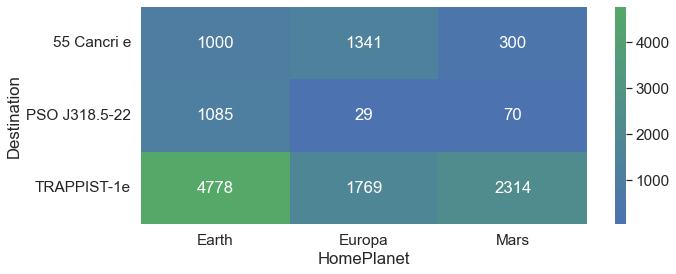 Destination
55 Cancri e 1000 1341 300
PSO J318.5-22 1085 29 70
TRAPPIST-1e 4778 1769 2314
Earth Europa Mars
HomePlanet
4000
3000
2000
1000